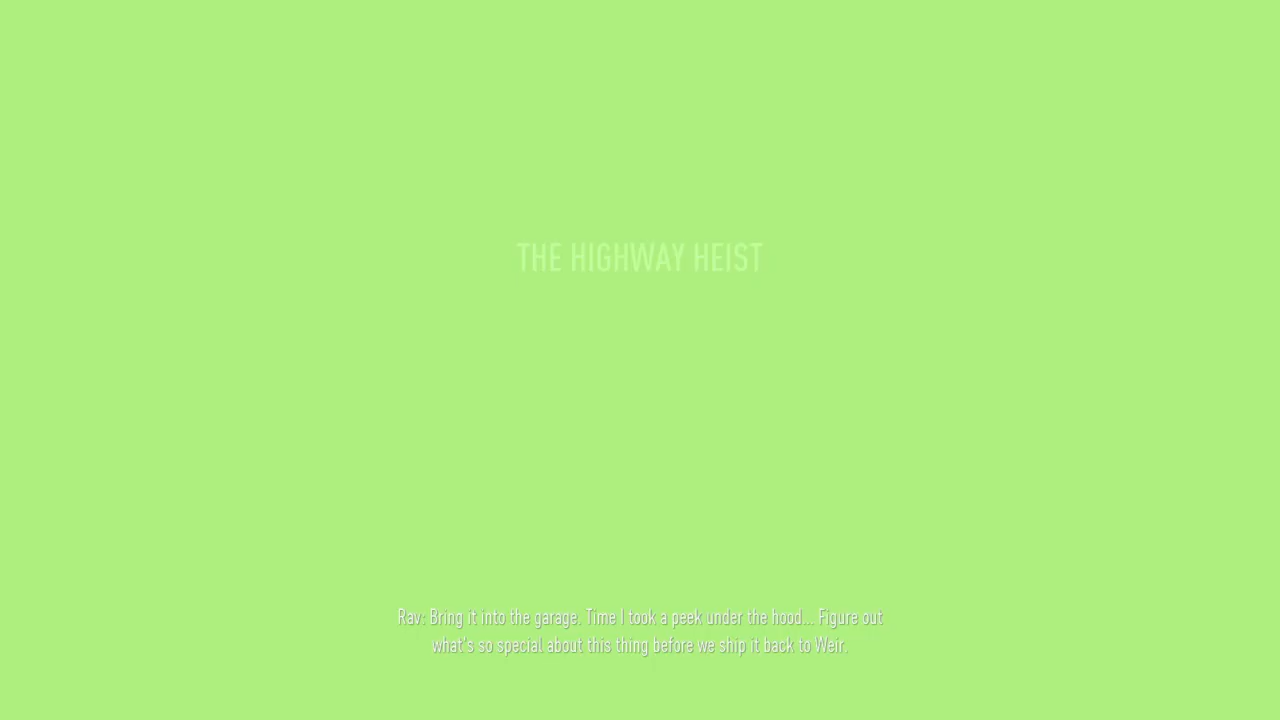 THE HIGHWAY HEIST
Rav: Bring it into the garage. Time I took a peek under the hood... Figure out
what's so special about this thing before we ship it back to Weir.